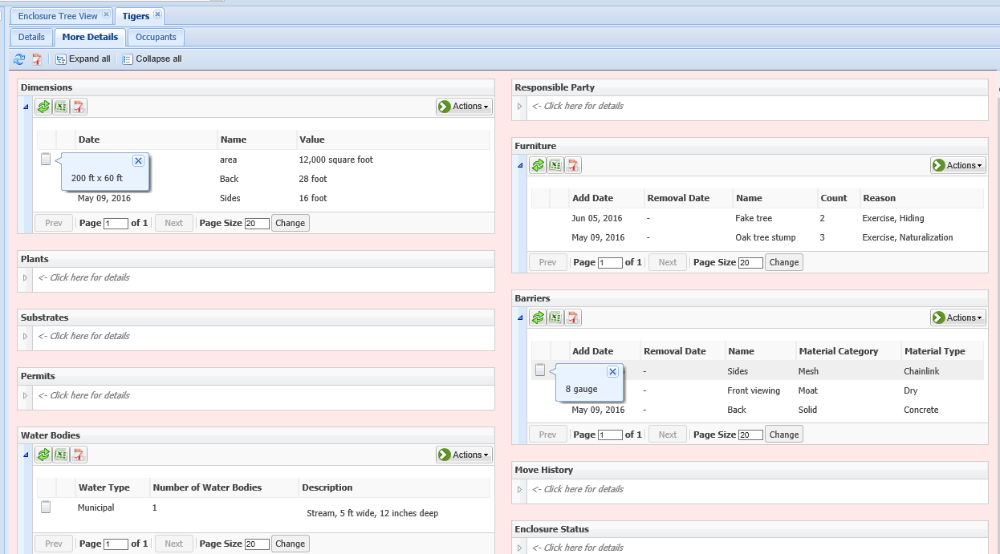 Enclosure Tree View
Tigers
Details
More Details
Occupants
Expand all
Collapse all
Dimensions
Actions
Date Name Value
area 12,000 square foot
200 ft x 60 ft
Back 28 foot
May 09, 2016 Sides 16 foot
Prev Page 1 of 1 Next Page Size 20 Change
Plants
<- Click here for details
Substrates
<- Click here for details
Permits
<- Click here for details
Water Bodies
Actions
Water Type Number of Water Bodies Description
Municipal 1 Stream, 5 ft wide, 12 inches deep
Prev Page 1 of 1 Next Page Size 20 Change
Responsible Party
<- Click here for details
Furniture
Actions
Add Date Removal Date Name Count Reason
Jun 05, 2016 - Fake tree 2 Exercise, Hiding
May 09, 2016 - Oak tree stump 3 Exercise, Naturalization
Prev Page 1 of 1 Next Page Size 20 Change
Barriers
Actions
Add Date Removal Date Name Material Category Material Type
- Sides Mesh Chainlink
8 gauge
- Front viewing Moat Dry
May 09, 2016 - Back Solid Concrete
Prev Page 1 of 1 Next Page Size 20 Change
Move History
<- Click here for details
Enclosure Status
<- Click here for details